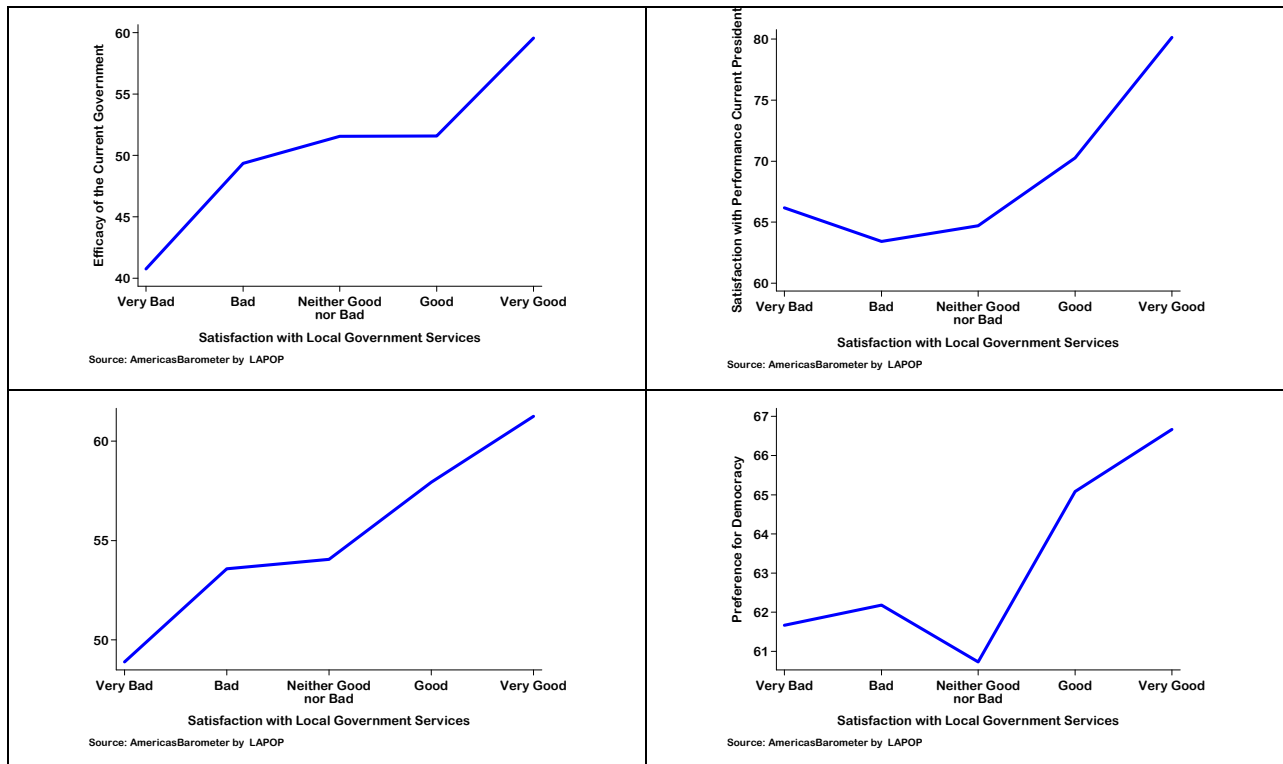 Efficacy of the Current Government
60
55
50
45
40
Very Bad
Bad
Neither Good
nor Bad
Good
Very Good
Satisfaction with Local Government Services
Source: AmericasBarometer by LAPOP
Satisfaction with Performance Current President
80
75
70
65
60
Very Bad
Bad
Neither Good
nor Bad
Good
Very Good
Satisfaction with Local Government Services
Source: AmericasBarometer by LAPOP
60
55
50
Very Bad
Bad
Neither Good
nor Bad
Good
Very Good
Satisfaction with Local Government Services
Source: AmericasBarometer by LAPOP
Preference for Democracy
67
66
65
64
63
62
61
Very Bad
Bad
Neither Good
nor Bad
Good
Very Good
Satisfaction with Local Government Services
Source: AmericasBarometer by LAPOP